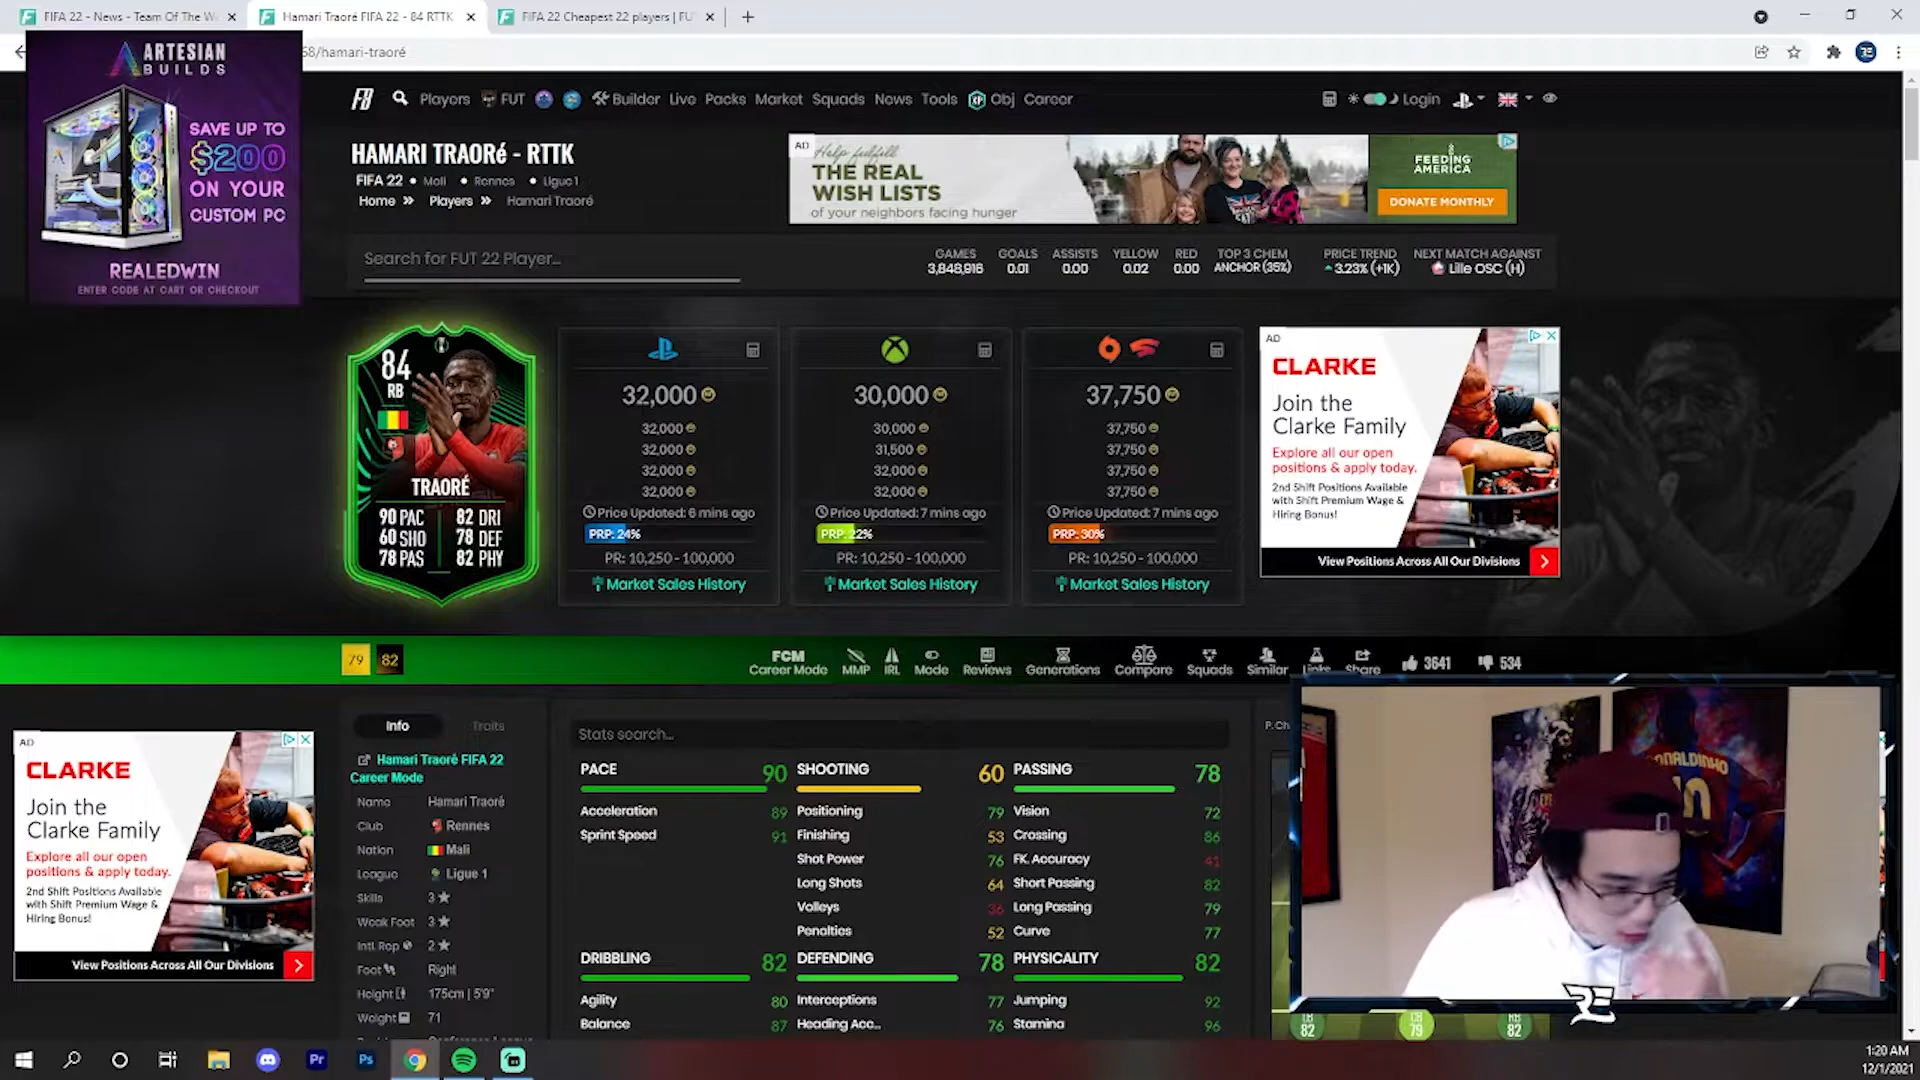 FIFA 22 - News - Team Of The We
Hamari Traoré FIFA 22 - 84 RTTK
FIFA 22 Cheapest 22 players | FU
68/hamari-traoré
ARTESIAN
BUILDS
SAVE UP TO
$200
ON YOUR
CUSTOM PC
REALEDWIN
ENTER CODE AT CART OR CHECKOUT
Players FUT Builder Live Packs Market Squads News Tools Obj Career
Login
HAMARI TRAORé - RTTK
FIFA 22 • Mali • Rennes • Ligue 1
Home » Players » Hamari Traoré
AD
Help fulfill
THE REAL
WISH LISTS
of your neighbors facing hunger
FEEDING
AMERICA
DONATE MONTHLY
Search for FUT 22 Player...
GAMES GOALS ASSISTS YELLOW RED TOP 3 CHEM PRICE TREND NEXT MATCH AGAINST
3,848,916 0.01 0.00 0.02 0.00 ANCHOR (35%) 3.23% (+1K) Lille OSC (H)
84
RB
TRAORÉ
90 PAC 82 DRI
60 SHO 78 DEF
78 PAS 82 PHY
32,000
32,000
32,000
32,000
32,000
Price Updated: 6 mins ago
PRP: 24%
PR: 10,250 - 100,000
Market Sales History
30,000
30,000
31,500
32,000
32,000
Price Updated: 7 mins ago
PRP: 22%
PR: 10,250 - 100,000
Market Sales History
37,750
37,750
37,750
37,750
37,750
Price Updated: 7 mins ago
PRP: 30%
PR: 10,250 - 100,000
Market Sales History
AD
CLARKE
Join the
Clarke Family
Explore all our open
positions & apply today.
2nd Shift Positions Available
with Shift Premium Wage &
Hiring Bonus!
View Positions Across All Our Divisions
79 82
FCM
Career Mode MMP IRL Mode Reviews Generations Compare Squads Similar Links Share 3641 534
AD
CLARKE
Join the
Clarke Family
Explore all our open
positions & apply today.
2nd Shift Positions Available
with Shift Premium Wage &
Hiring Bonus!
View Positions Across All Our Divisions
Info Traits
Hamari Traoré FIFA 22
Career Mode
Name Hamari Traoré
Club Rennes
Nation Mali
League Ligue 1
Skills 3
Weak Foot 3
Intl Rep 2
Foot Right
Height 175cm | 5'9"
Weight 71
Stats search...
P. Ch
PACE 90 SHOOTING 60 PASSING 78
Acceleration 89 Positioning 79 Vision 72
Sprint Speed 91 Finishing 53 Crossing 86
Shot Power 76 FK. Accuracy 41
Long Shots 64 Short Passing 82
Volleys 36 Long Passing 79
Penalties 52 Curve 77
DRIBBLING 82 DEFENDING 78 PHYSICALITY 82
Agility 80 Interceptions 77 Jumping 92
Balance 87 Heading Acc... 76 Stamina 96
LB CB RB
82 79 82
RONALDINHO
10
RE
1:20 AM
12/1/2021